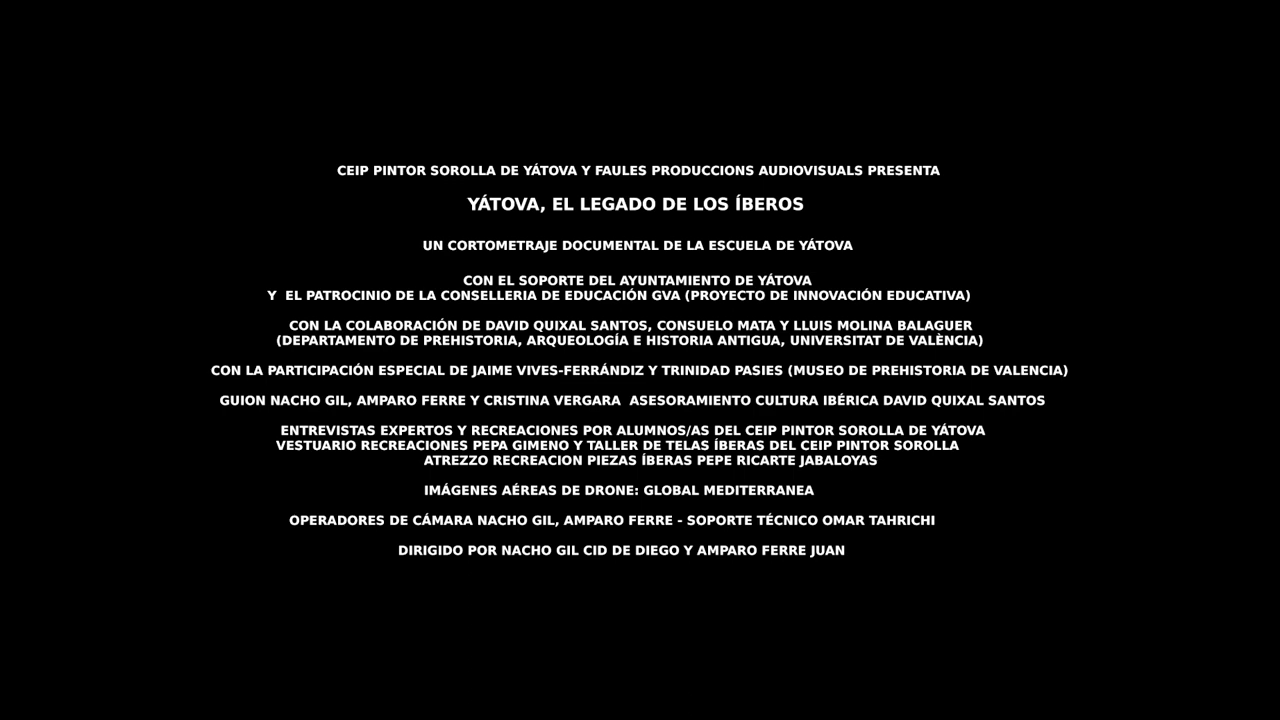 CEIP PINTOR SOROLLA DE YÁTOVA Y FAULES PRODUCCIONS AUDIOVISUALS PRESENTA
YÁTOVA, EL LEGADO DE LOS ÍBEROS
UN CORTOMETRAJE DOCUMENTAL DE LA ESCUELA DE YÁTOVA
CON EL SOPORTE DEL AYUNTAMIENTO DE YÁTOVA
Y EL PATROCINIO DE LA CONSELLERIA DE EDUCACIÓN GVA (PROYECTO DE INNOVACIÓN EDUCATIVA)
CON LA COLABORACIÓN DE DAVID QUIXAL SANTOS, CONSUELO MATA Y LLUIS MOLINA BALAGUER
(DEPARTAMENTO DE PREHISTORIA, ARQUEOLOGÍA E HISTORIA ANTIGUA, UNIVERSITAT DE VALÈNCIA)
CON LA PARTICIPACIÓN ESPECIAL DE JAIME VIVES-FERRÁNDIZ Y TRINIDAD PASIES (MUSEO DE PREHISTORIA DE VALENCIA)
GUION NACHO GIL, AMPARO FERRE Y CRISTINA VERGARA ASESORAMIENTO CULTURA IBÉRICA DAVID QUIXAL SANTOS
ENTREVISTAS EXPERTOS Y RECREACIONES POR ALUMNOS/AS DEL CEIP PINTOR SOROLLA DE YÁTOVA
VESTUARIO RECREACIONES PEPA GIMENO Y TALLER DE TELAS ÍBERAS DEL CEIP PINTOR SOROLLA
ATREZZO RECREACION PIEZAS ÍBERAS PEPE RICARTE JABALOYAS
IMÁGENES AÉREAS DE DRONE: GLOBAL MEDITERRANEA
OPERADORES DE CÁMARA NACHO GIL, AMPARO FERRE - SOPORTE TÉCNICO OMAR TAHRICHI
DIRIGIDO POR NACHO GIL CID DE DIEGO Y AMPARO FERRE JUAN